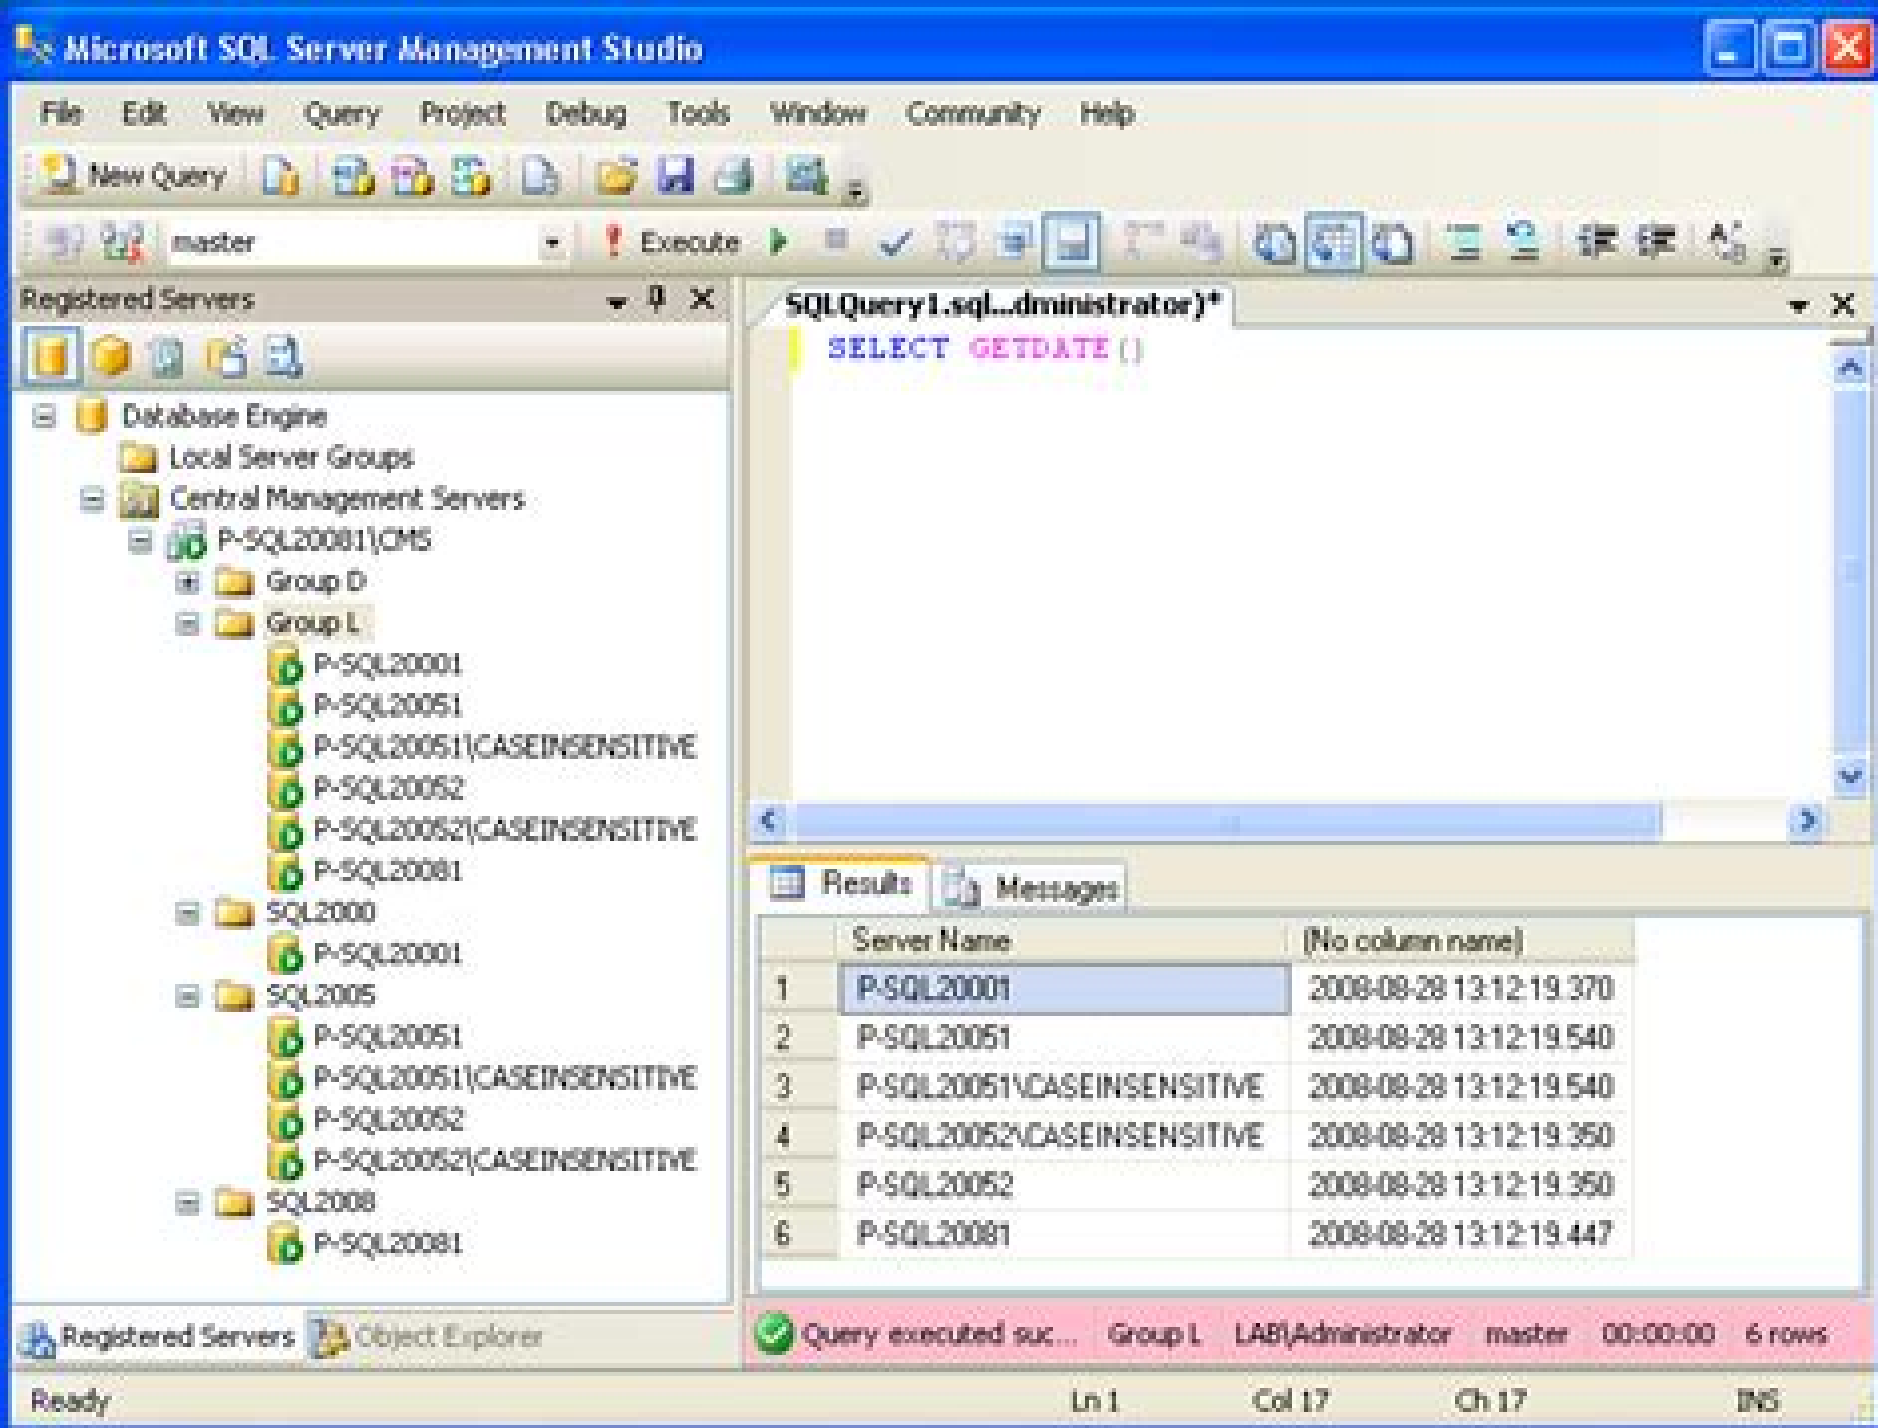 Microsoft SQL Server Management Studio
File Edit View Query Project Debug Tools Window Community Help
New Query
master Execute
Registered Servers
SQLQuery1.sql...dministrator)*
SELECT GETDATE()
Database Engine
Local Server Groups
Central Management Servers
P-SQL20081\CMS
Group D
Group L
P-SQL20001
P-SQL20051
P-SQL20051\CASEINSENSITIVE
P-SQL20052
P-SQL20052\CASEINSENSITIVE
P-SQL20081
SQL2000
P-SQL20001
SQL2005
P-SQL20051
P-SQL20051\CASEINSENSITIVE
P-SQL20052
P-SQL20052\CASEINSENSITIVE
SQL2008
P-SQL20081
Registered Servers Object Explorer
Results Messages
Server Name (No column name)
1 P-SQL20001 2008-08-28 13:12:19.370
2 P-SQL20051 2008-08-28 13:12:19.540
3 P-SQL20051\CASEINSENSITIVE 2008-08-28 13:12:19.540
4 P-SQL20052\CASEINSENSITIVE 2008-08-28 13:12:19.350
5 P-SQL20052 2008-08-28 13:12:19.350
6 P-SQL20081 2008-08-28 13:12:19.447
Query executed suc... Group L LAB\Administrator master 00:00:00 6 rows
Ready Ln 1 Col 17 Ch 17 INS